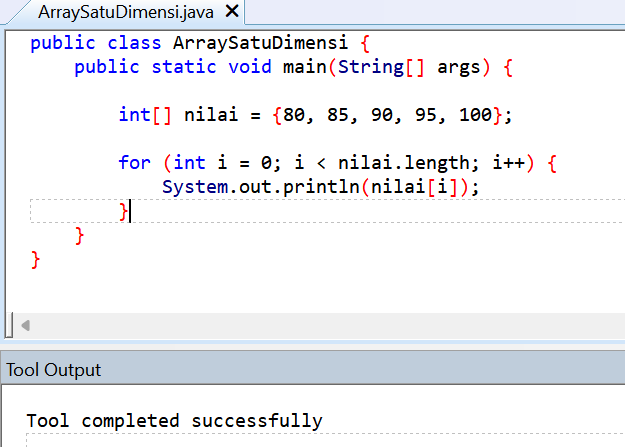 ArraySatuDimensi.java
public class ArraySatuDimensi {
public static void main(String[] args) {
int[] nilai = {80, 85, 90, 95, 100};
for (int i = 0; i < nilai.length; i++) {
System.out.println(nilai[i]);
}
}
}
Tool Output
Tool completed successfully